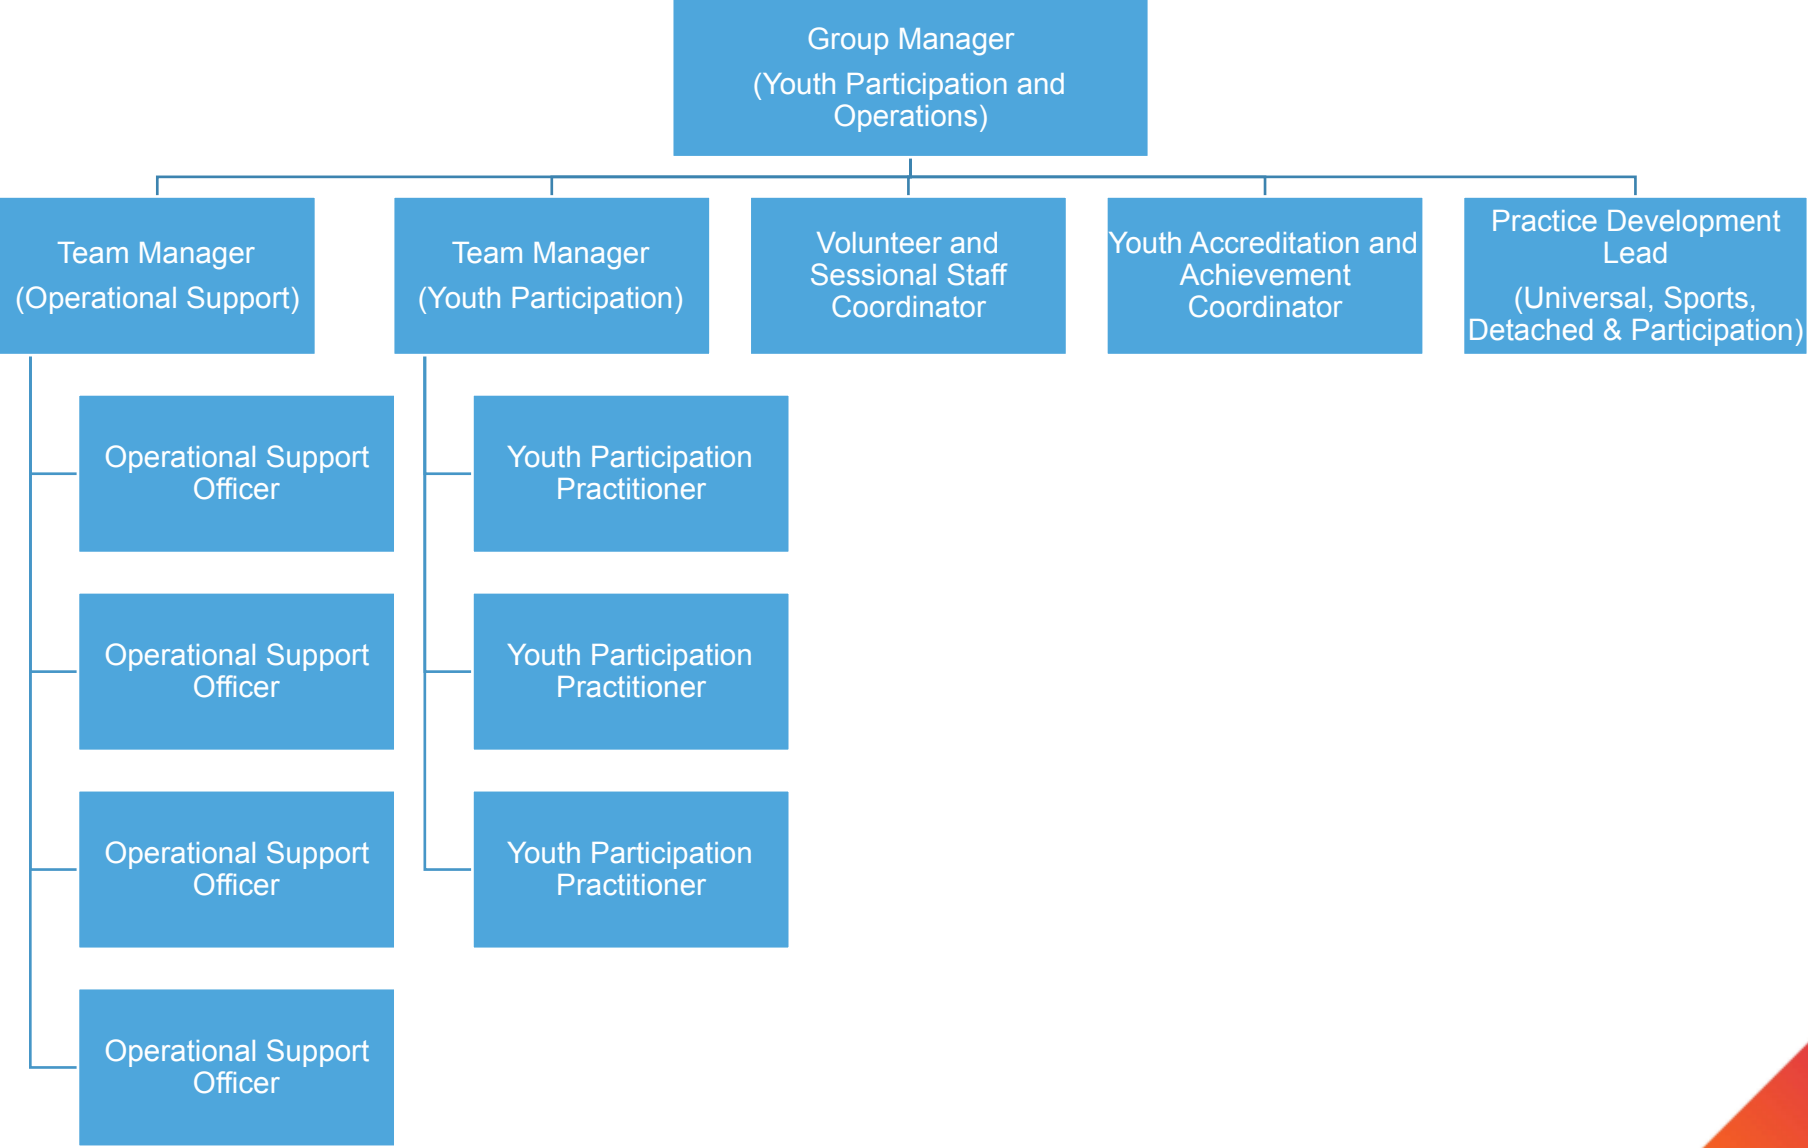 Group Manager
(Youth Participation and
Operations)
Team Manager
(Operational Support)
Team Manager
(Youth Participation)
Volunteer and
Sessional Staff
Coordinator
Youth Accreditation and
Achievement
Coordinator
Practice Development
Lead
(Universal, Sports,
Detached & Participation)
Operational Support
Officer
Youth Participation
Practitioner
Operational Support
Officer
Youth Participation
Practitioner
Operational Support
Officer
Youth Participation
Practitioner
Operational Support
Officer